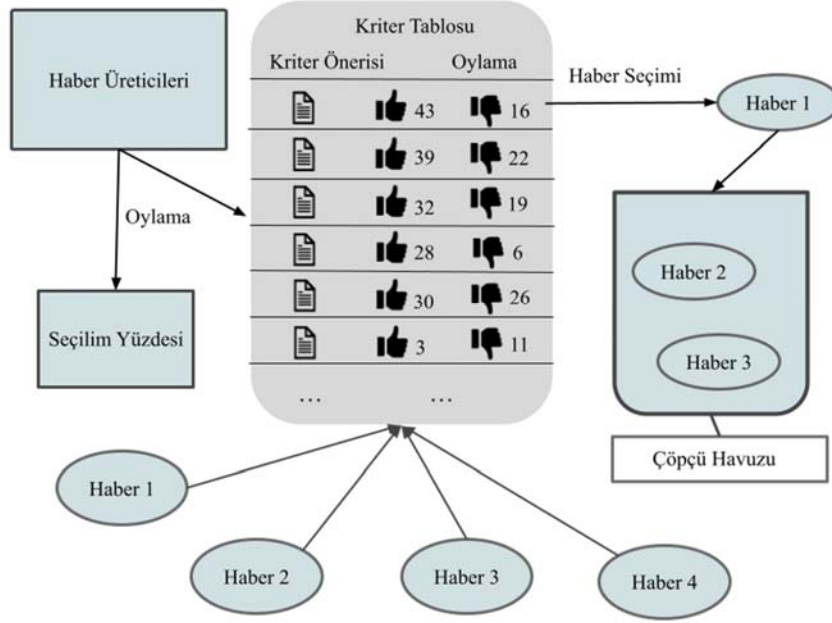 Kriter Tablosu
Kriter Önerisi Oylama
43 16
39 22
32 19
28 6
30 26
3 11
... ...
Haber Üreticileri
Oylama
Seçilim Yüzdesi
Haber Seçimi
Haber 1
Haber 2
Haber 3
Çöpçü Havuzu
Haber 1
Haber 2
Haber 3
Haber 4